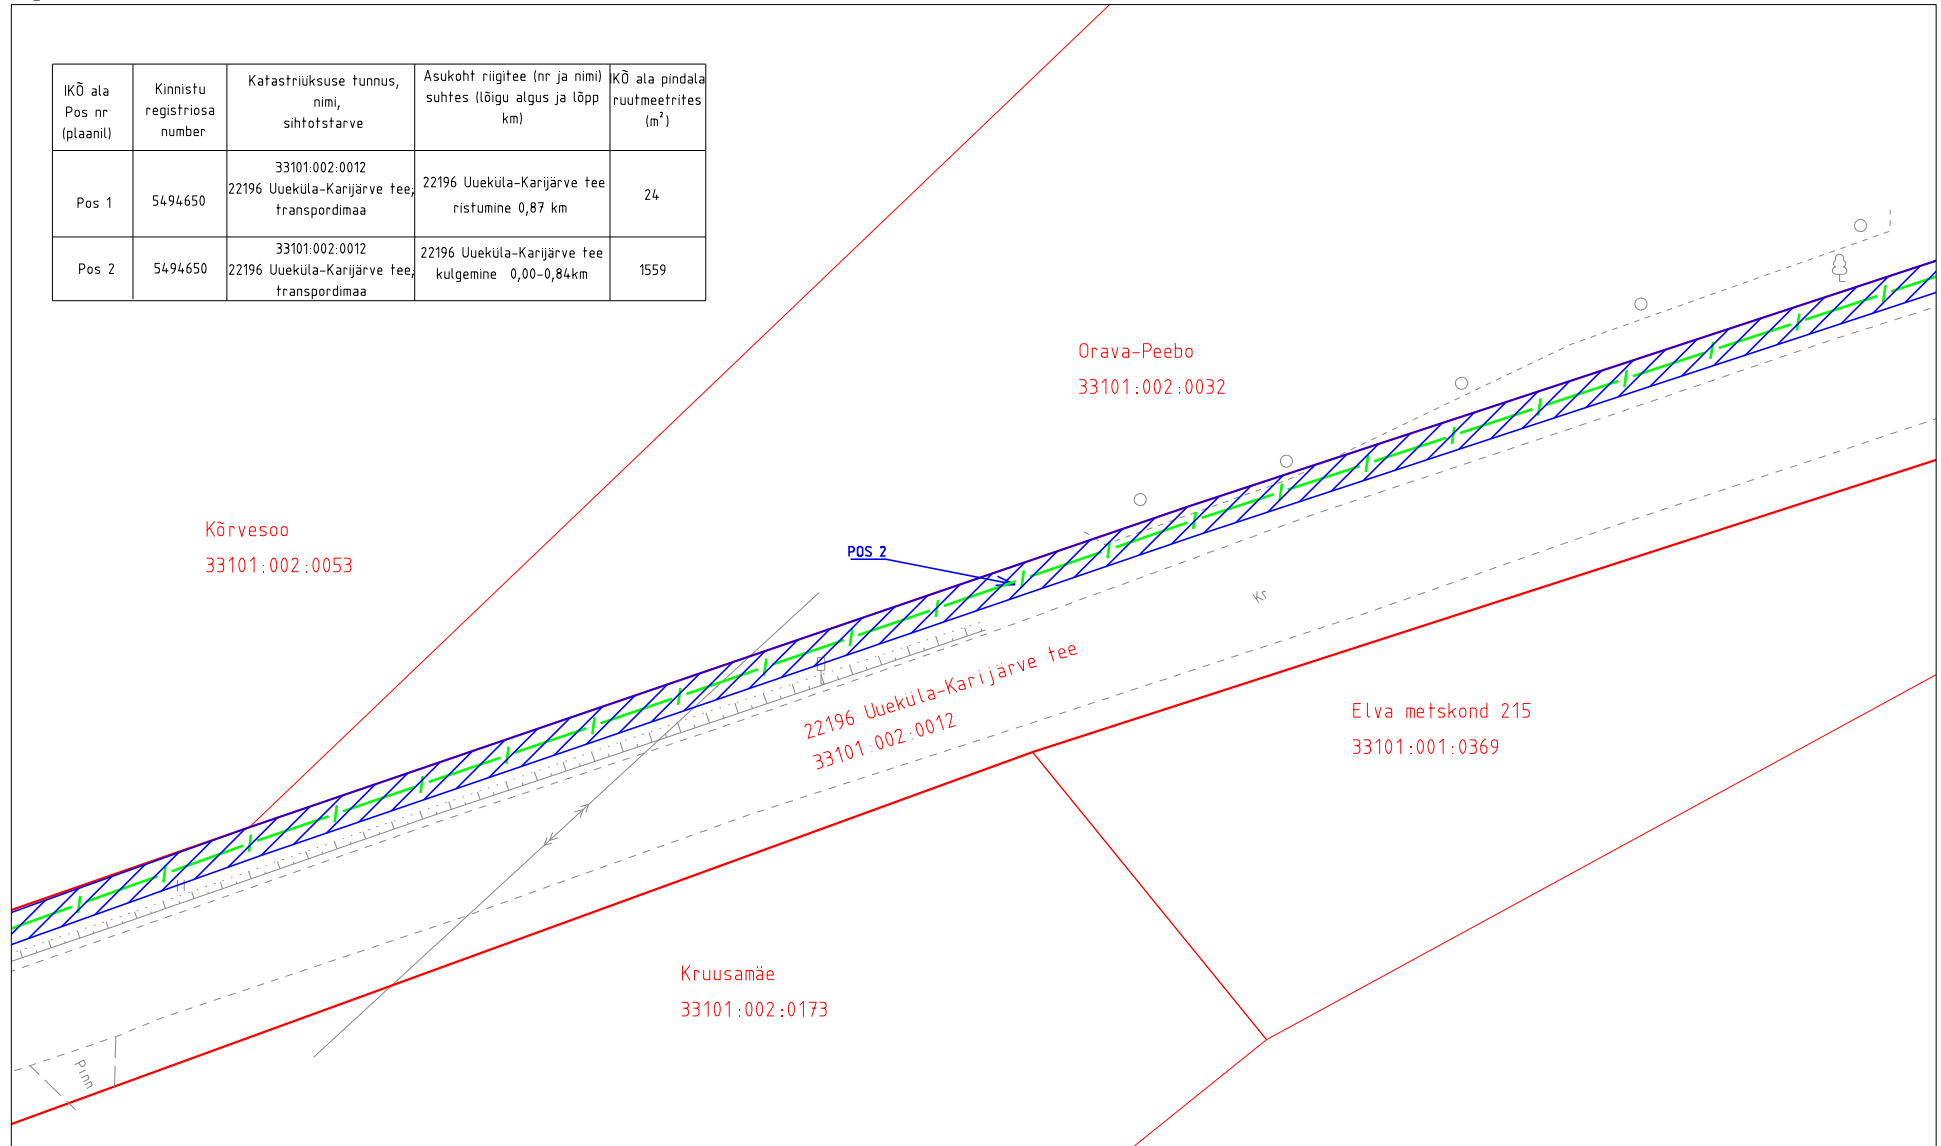 IKÕ ala
Pos nr
(plaanil)
Kinnistu
registriosa
number
Katastriüksuse tunnus,
nimi,
sihtotstarve
Asukoht riigitee (nr ja nimi)
suhtes (lõigu algus ja lõpp
km)
IKÕ ala pindala
ruutmeetrites
(m²)
Pos 1
5494650
33101:002:0012
22196 Uueküla-Karijärve tee;
transpordimaa
22196 Uueküla-Karijärve tee
ristumine 0,87 km
24
Pos 2
5494650
33101:002:0012
22196 Uueküla-Karijärve tee;
transpordimaa
22196 Uueküla-Karijärve tee
kulgemine 0,00-0,84km
1559
Orava-Peebo
33101:002:0032
Kõrvesoo
33101:002:0053
POS 2
Kr
22196 Uueküla-Karijärve tee
33101:002:0012
Elva metskond 215
33101:001:0369
Kruusamäe
33101:002:0173
Pinn